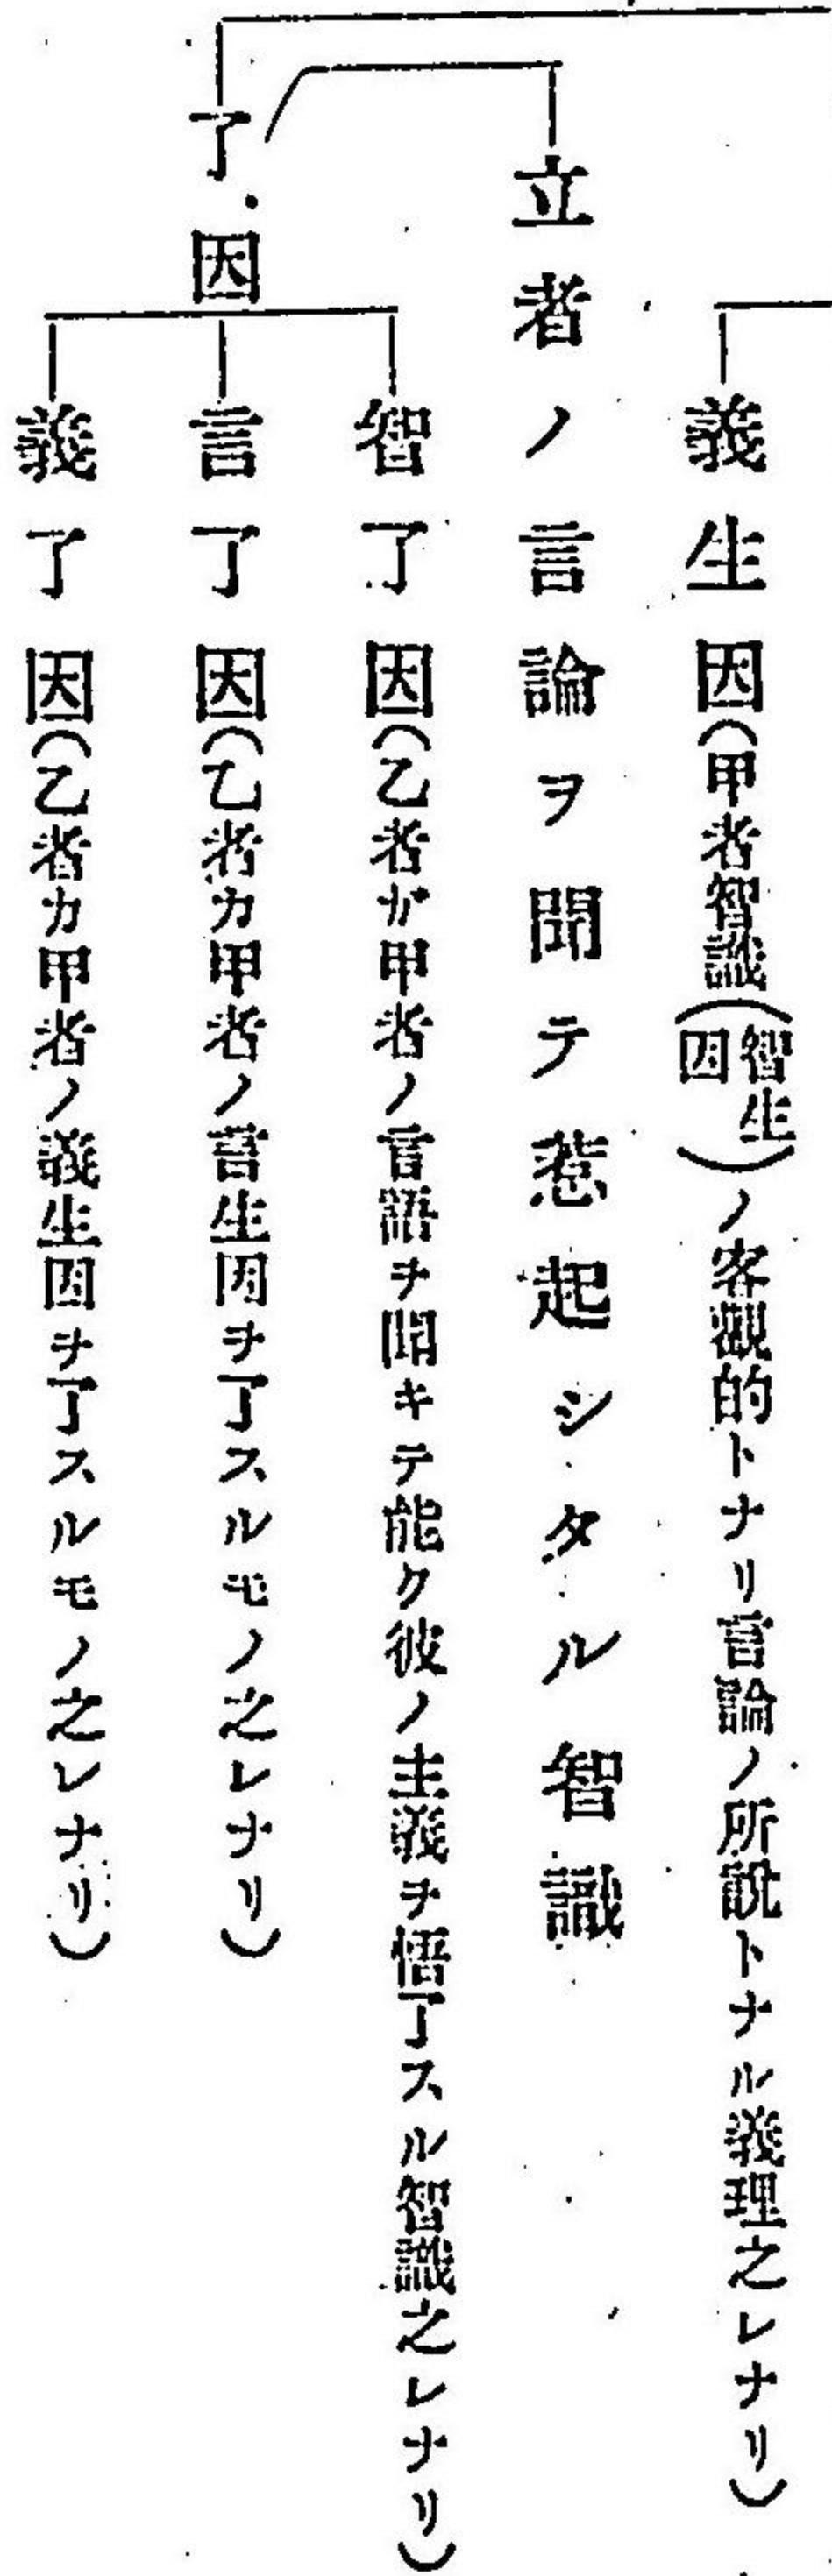 義生因(甲者智識(智生因)ノ客觀的トナリ言論ノ所說トナル義理之レナリ)
立者ノ言論ヲ聞テ惹起シタル智識
了因
智了因(乙者ガ甲者ノ言語ヲ聞キテ能ク彼ノ主義ヲ悟了スル智識之レナリ)
言了因(乙者カ甲者ノ言生因ヲ了スルモノ之レナリ)
義了因(乙者カ甲者ノ義生因ヲ了スルモノ之レナリ)